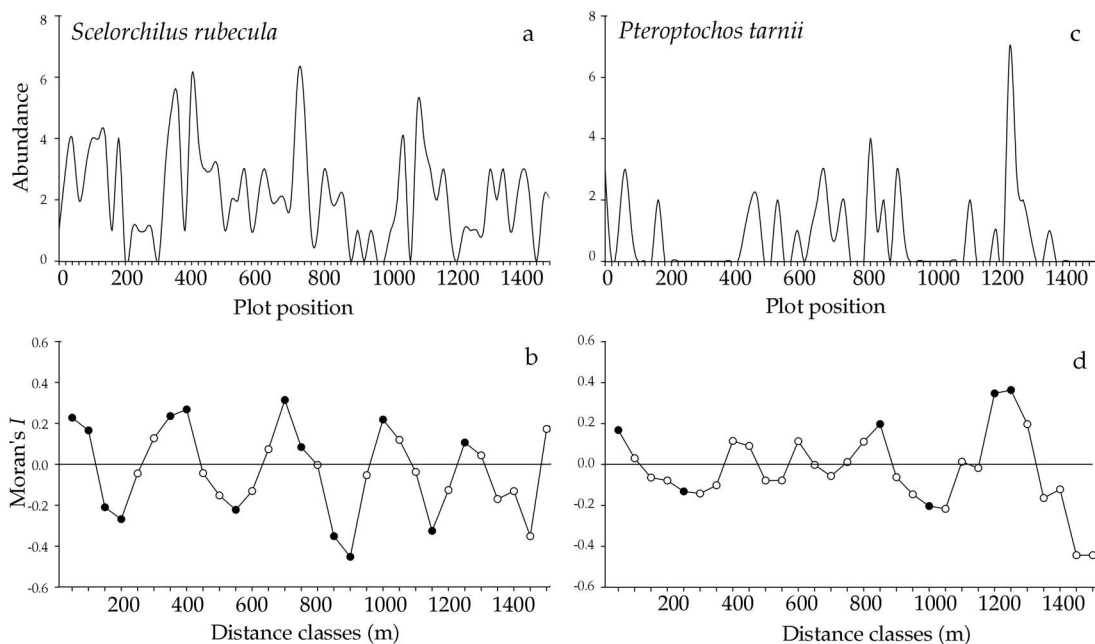 Scelorchilus rubecula
a
8
6
4
2
0
Abundance
0 200 400 600 800 1000 1200 1400
Plot position
Pteroptochos tarnii
c
8
6
4
2
0
0 200 400 600 800 1000 1200 1400
Plot position
b
0.6
0.4
0.2
0.0
-0.2
-0.4
-0.6
Moran's I
200 400 600 800 1000 1200 1400
Distance classes (m)
d
0.6
0.4
0.2
0.0
-0.2
-0.4
-0.6
200 400 600 800 1000 1200 1400
Distance classes (m)